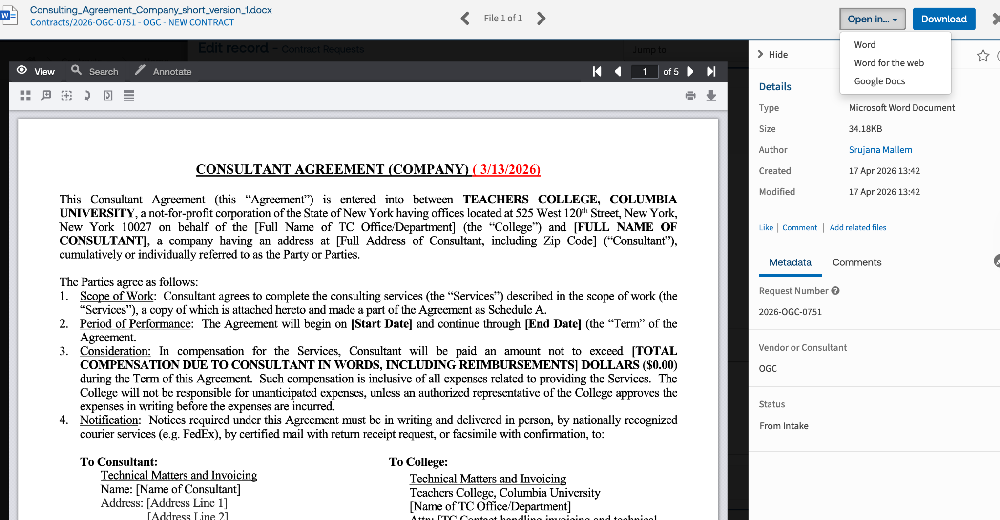 Consulting_Agreement_Company_short_version_1.docx
Contracts/2026-OGC-0751 - OGC - NEW CONTRACT
File 1 of 1
Open in...
Download
Word
Word for the web
Google Docs
Edit record - Contract Requests
Jump to
View
Search
Annotate
1 of 5
CONSULTANT AGREEMENT (COMPANY) ( 3/13/2026)
This Consultant Agreement (this “Agreement”) is entered into between TEACHERS COLLEGE, COLUMBIA
UNIVERSITY, a not-for-profit corporation of the State of New York having offices located at 525 West 120th Street, New York,
New York 10027 on behalf of the [Full Name of TC Office/Department] (the “College”) and [FULL NAME OF
CONSULTANT], a company having an address at [Full Address of Consultant, including Zip Code] (“Consultant”),
cumulatively or individually referred to as the Party or Parties.
The Parties agree as follows:
1. Scope of Work: Consultant agrees to complete the consulting services (the “Services”) described in the scope of work (the
“Services”), a copy of which is attached hereto and made a part of the Agreement as Schedule A.
2. Period of Performance: The Agreement will begin on [Start Date] and continue through [End Date] (the “Term” of the
Agreement.
3. Consideration: In compensation for the Services, Consultant will be paid an amount not to exceed [TOTAL
COMPENSATION DUE TO CONSULTANT IN WORDS, INCLUDING REIMBURSEMENTS] DOLLARS ($0.00)
during the Term of this Agreement. Such compensation is inclusive of all expenses related to providing the Services. The
College will not be responsible for unanticipated expenses, unless an authorized representative of the College approves the
expenses in writing before the expenses are incurred.
4. Notification: Notices required under this Agreement must be in writing and delivered in person, by nationally recognized
courier services (e.g. FedEx), by certified mail with return receipt request, or facsimile with confirmation, to:
To Consultant:
Technical Matters and Invoicing
Name: [Name of Consultant]
Address: [Address Line 1]
[Address Line 2]
To College:
Technical Matters and Invoicing
Teachers College, Columbia University
[Name of TC Office/Department]
Attn: [TC Contact handling invoicing and technical
Hide
Details
Type Microsoft Word Document
Size 34.18KB
Author Srujana Mallem
Created 17 Apr 2026 13:42
Modified 17 Apr 2026 13:42
Like | Comment | Add related files
Metadata
Comments
Request Number
2026-OGC-0751
Vendor or Consultant
OGC
Status
From Intake